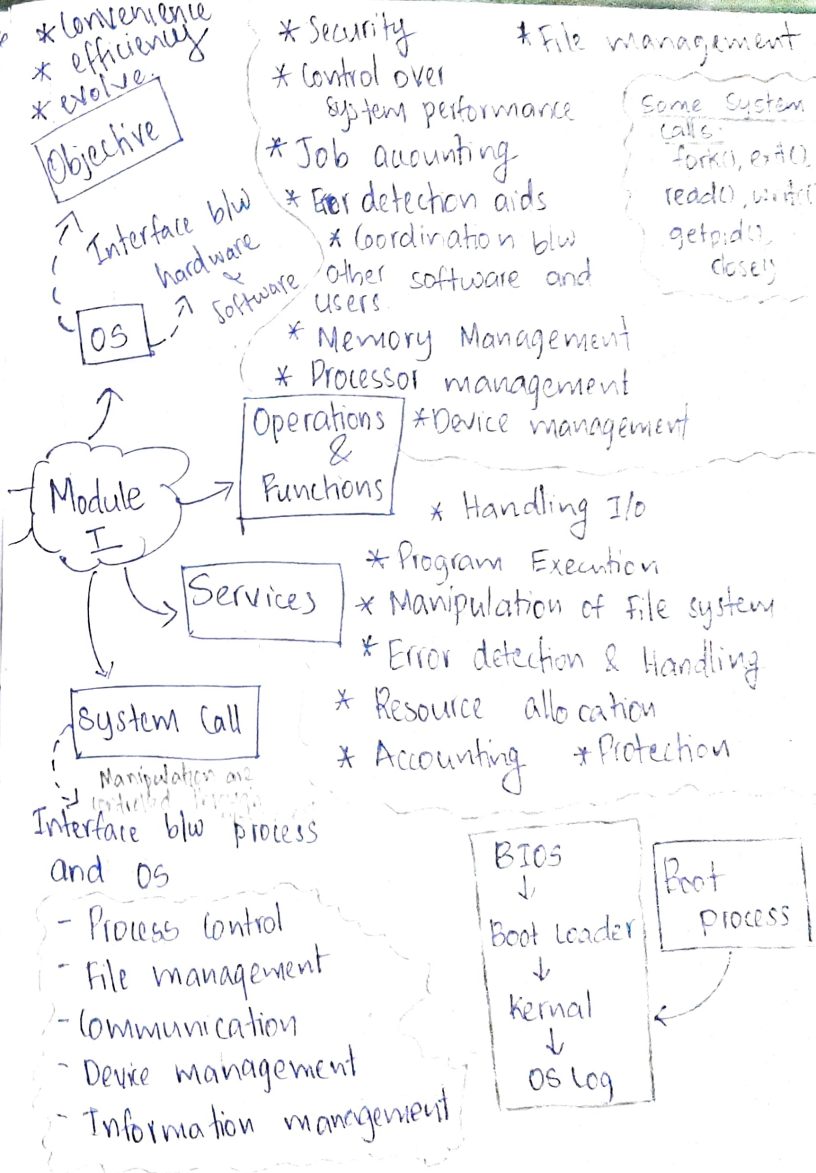 * Convenience
* efficiency
* evolve.
Objective
Interface b/w
hardware
&
Software
OS
Module
I
* Security
* Control over
System performance
* Job accounting
* Error detection aids
* Coordination b/w
other software and
users
* Memory Management
* Processor management
* Device management
* File management
Some System
calls:
fork(), exit(),
read(), write()
getpid(),
close()
Operations
&
Functions
Services
* Handling I/O
* Program Execution
* Manipulation of File system
* Error detection & Handling
* Resource allocation
* Accounting * Protection
System Call
Manipulation are
Interface b/w process
and OS
- Process Control
- File management
- Communication
- Device management
- Information management
BIOS
↓
Boot Loader
↓
Kernal
↓
OS Log
Boot
process